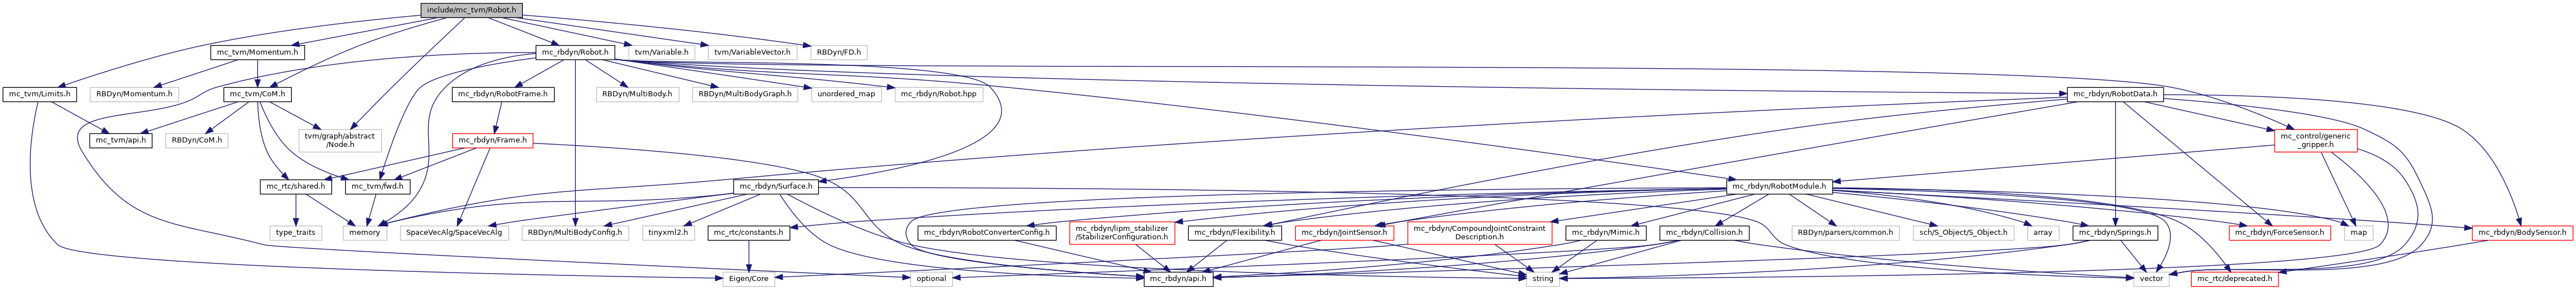 include/mc_tvm/Robot.h
mc_tvm/Momentum.h
mc_rbdyn/Robot.h
tvm/Variable.h
tvm/VariableVector.h
RBDyn/FD.h
mc_tvm/Limits.h
RBDyn/Momentum.h
mc_tvm/CoM.h
mc_rbdyn/RobotFrame.h
RBDyn/MultiBody.h
RBDyn/MultiBodyGraph.h
unordered_map
mc_rbdyn/Robot.hpp
mc_rbdyn/RobotData.h
mc_tvm/api.h
RBDyn/CoM.h
tvm/graph/abstract
/Node.h
mc_rbdyn/Frame.h
mc_control/generic
_gripper.h
mc_rtc/shared.h
mc_tvm/fwd.h
mc_rbdyn/Surface.h
mc_rbdyn/RobotModule.h
type_traits
memory
SpaceVecAlg/SpaceVecAlg
RBDyn/MultiBodyConfig.h
tinyxml2.h
mc_rtc/constants.h
mc_rbdyn/RobotConverterConfig.h
mc_rbdyn/lipm_stabilizer
/StabilizerConfiguration.h
mc_rbdyn/Flexibility.h
mc_rbdyn/JointSensor.h
mc_rbdyn/CompoundJointConstraint
Description.h
mc_rbdyn/Mimic.h
mc_rbdyn/Collision.h
RBDyn/parsers/common.h
sch/S_Object/S_Object.h
array
mc_rbdyn/Springs.h
mc_rbdyn/ForceSensor.h
map
mc_rbdyn/BodySensor.h
Eigen/Core
optional
mc_rbdyn/api.h
string
vector
mc_rtc/deprecated.h